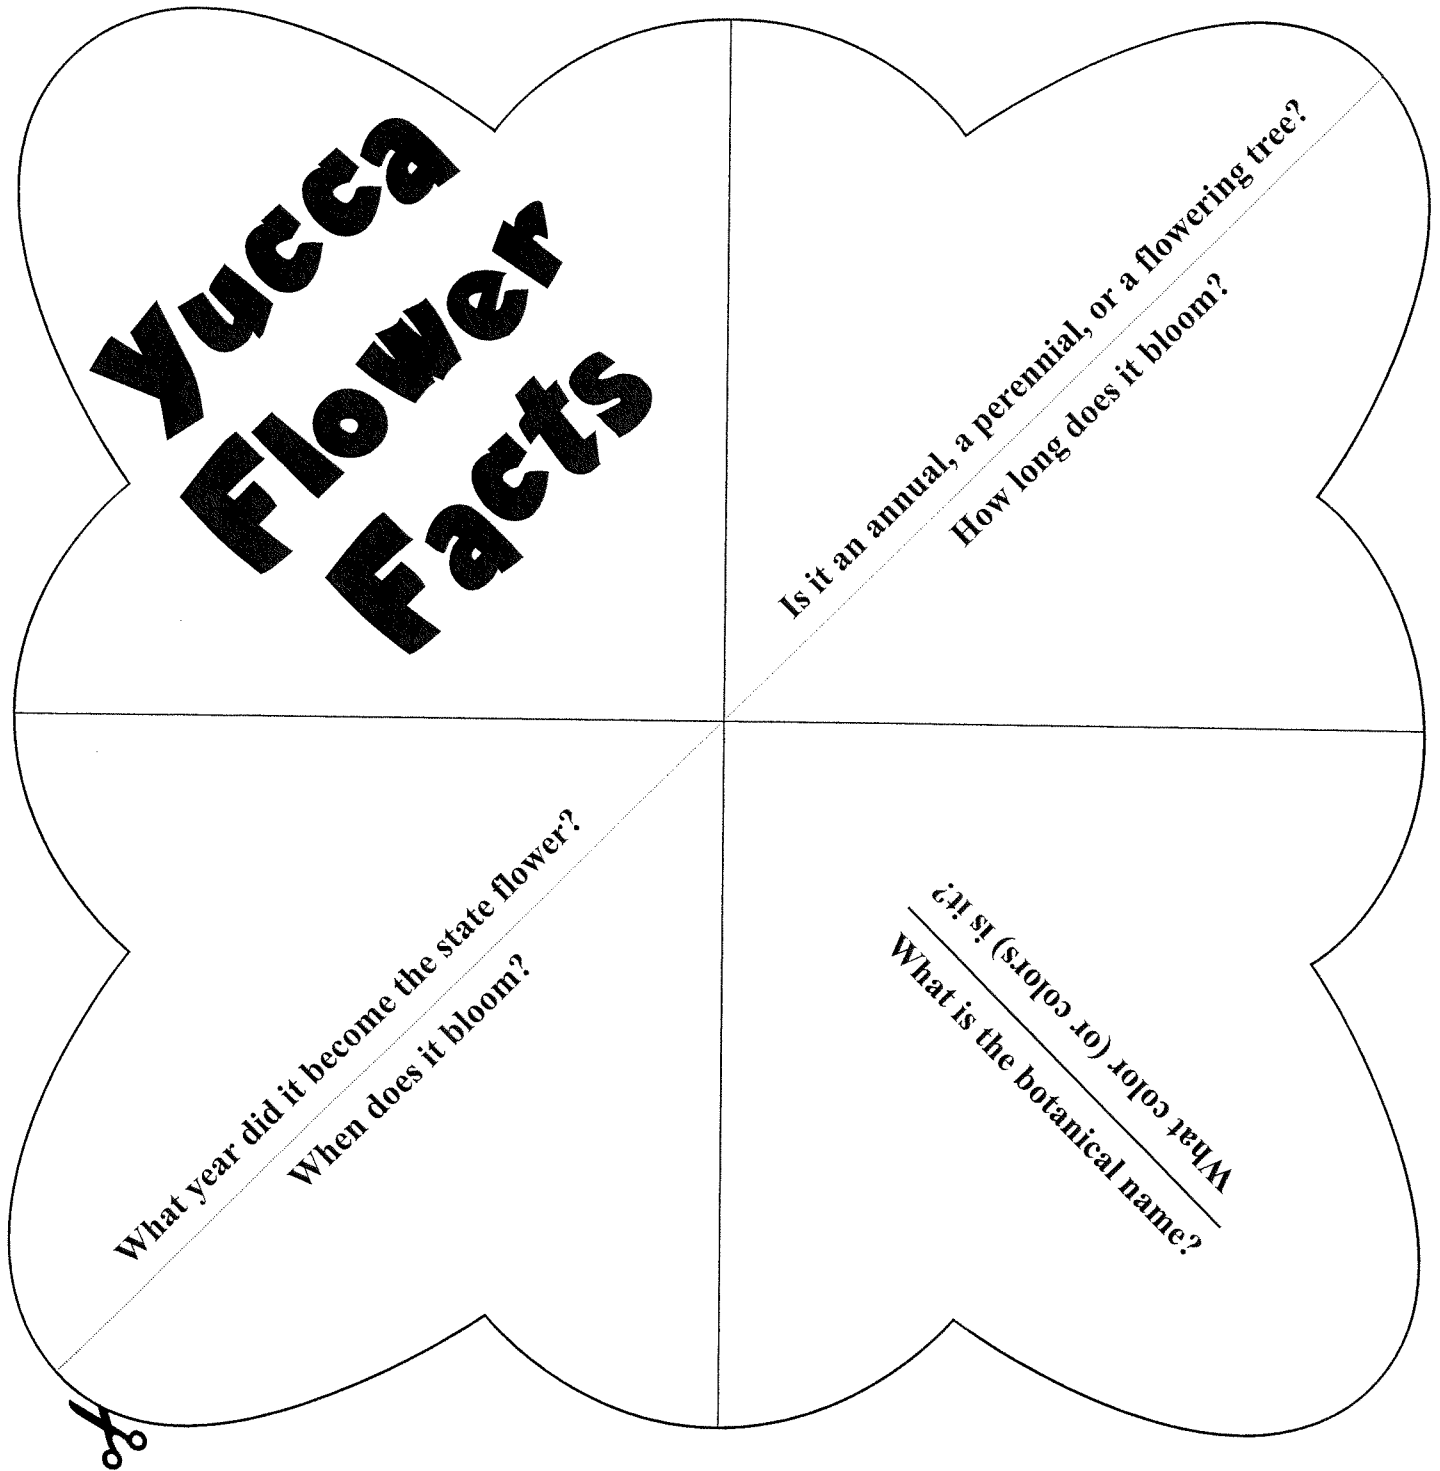 Yucca
Flower
Facts
Is it an annual, a perennial, or a flowering tree?
How long does it bloom?
What year did it become the state flower?
When does it bloom?
What color (or colors) is it?
What is the botanical name?